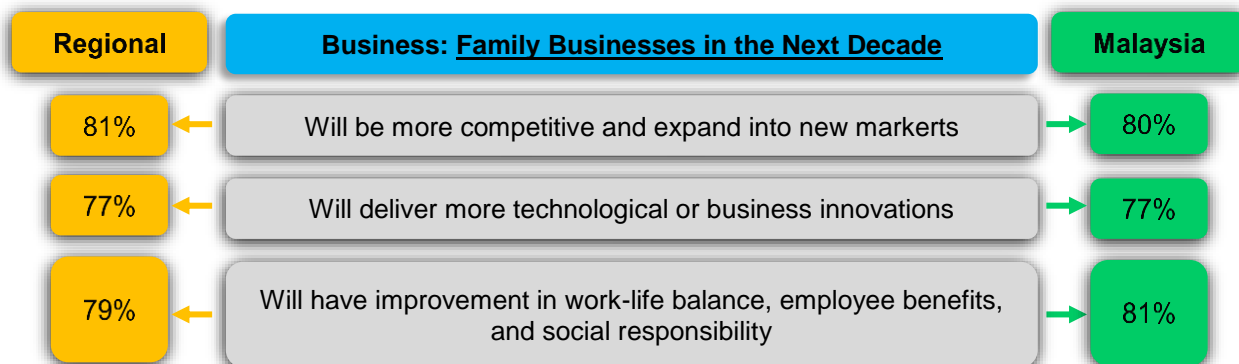 Regional
Business: Family Businesses in the Next Decade
Malaysia
81%
Will be more competitive and expand into new markerts
80%
77%
Will deliver more technological or business innovations
77%
79%
Will have improvement in work-life balance, employee benefits,
and social responsibility
81%